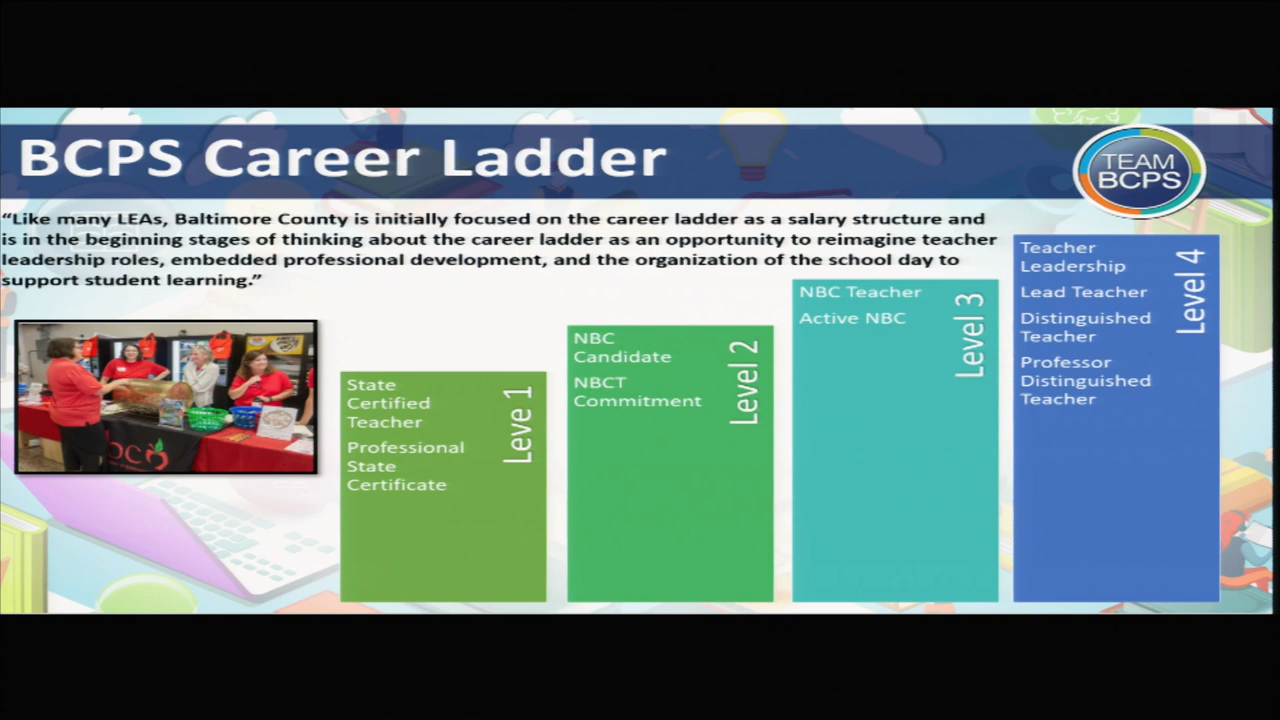 BCPS Career Ladder
TEAM
BCPS
“Like many LEAs, Baltimore County is initially focused on the career ladder as a salary structure and
is in the beginning stages of thinking about the career ladder as an opportunity to reimagine teacher
leadership roles, embedded professional development, and the organization of the school day to
support student learning.”
State
Certified
Teacher
Professional
State
Certificate
Leve 1
NBC
Candidate
NBCT
Commitment
Level 2
NBC Teacher
Active NBC
Level 3
Teacher
Leadership
Lead Teacher
Distinguished
Teacher
Professor
Distinguished
Teacher
Level 4